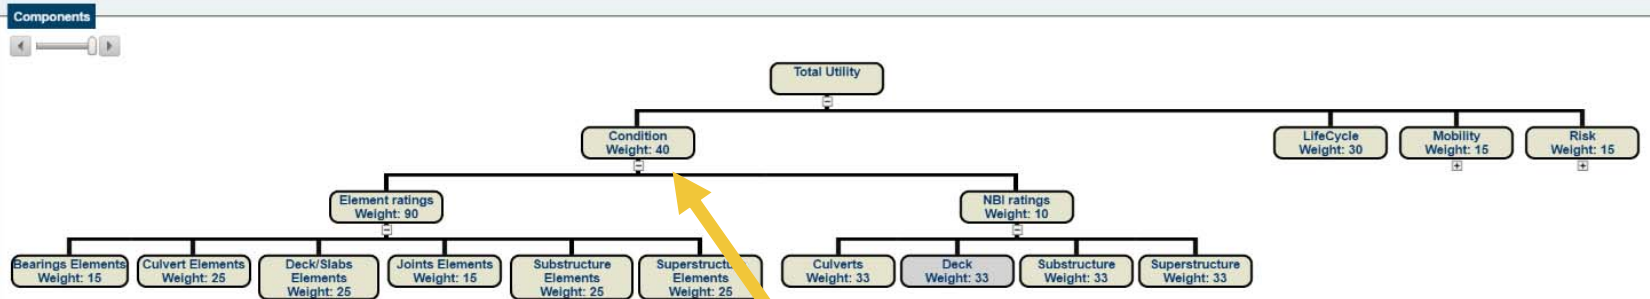 Components
Total Utility
Condition
Weight: 40
LifeCycle
Weight: 30
Mobility
Weight: 15
Risk
Weight: 15
Element ratings
Weight: 90
NBI ratings
Weight: 10
Bearings Elements
Weight: 15
Culvert Elements
Weight: 25
Deck/Slabs
Elements
Weight: 25
Joints Elements
Weight: 15
Substructure
Elements
Weight: 25
Superstructure
Elements
Weight: 25
Culverts
Weight: 33
Deck
Weight: 33
Substructure
Weight: 33
Superstructure
Weight: 33